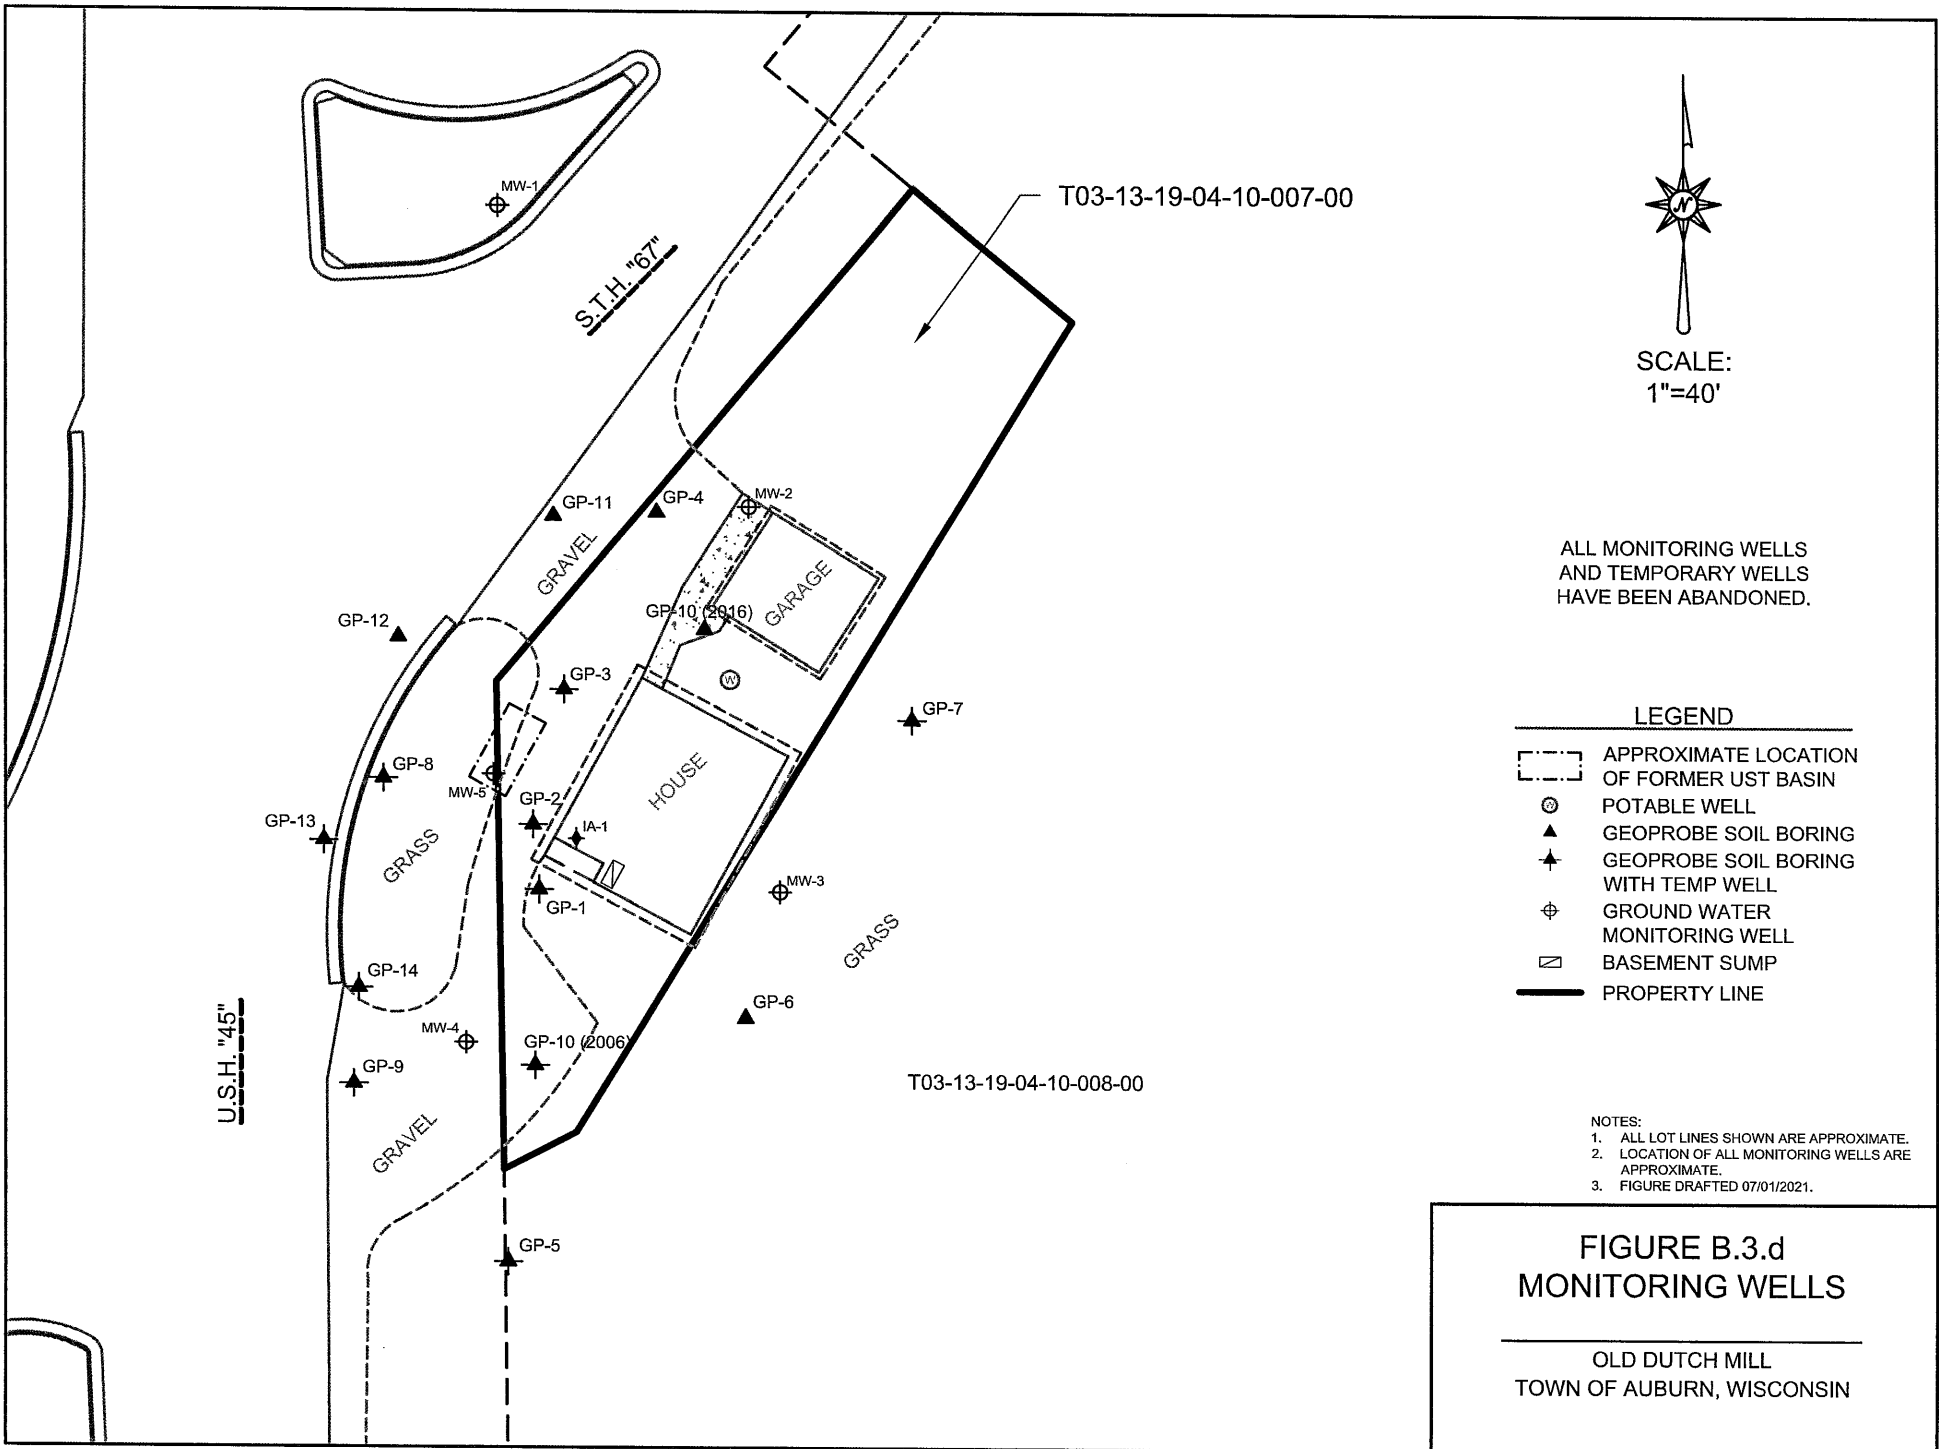 MW-1
S.T.H. "67"
T03-13-19-04-10-007-00
N
SCALE:
1"=40'
GP-11
GP-4
MW-2
GRAVEL
GARAGE
GP-10 (2016)
GP-12
GP-3
W
GP-7
GP-8
MW-5
HOUSE
GP-2
IA-1
GP-13
GRASS
GP-1
MW-3
GRASS
GP-14
GP-6
U.S.H. "45"
MW-4
GP-10 (2006)
GP-9
GRAVEL
T03-13-19-04-10-008-00
GP-5
ALL MONITORING WELLS
AND TEMPORARY WELLS
HAVE BEEN ABANDONED.
LEGEND
APPROXIMATE LOCATION
OF FORMER UST BASIN
W
POTABLE WELL
GEOPROBE SOIL BORING
GEOPROBE SOIL BORING
WITH TEMP WELL
GROUND WATER
MONITORING WELL
BASEMENT SUMP
PROPERTY LINE
NOTES:
1. ALL LOT LINES SHOWN ARE APPROXIMATE.
2. LOCATION OF ALL MONITORING WELLS ARE
APPROXIMATE.
3. FIGURE DRAFTED 07/01/2021.
FIGURE B.3.d
MONITORING WELLS
OLD DUTCH MILL
TOWN OF AUBURN, WISCONSIN